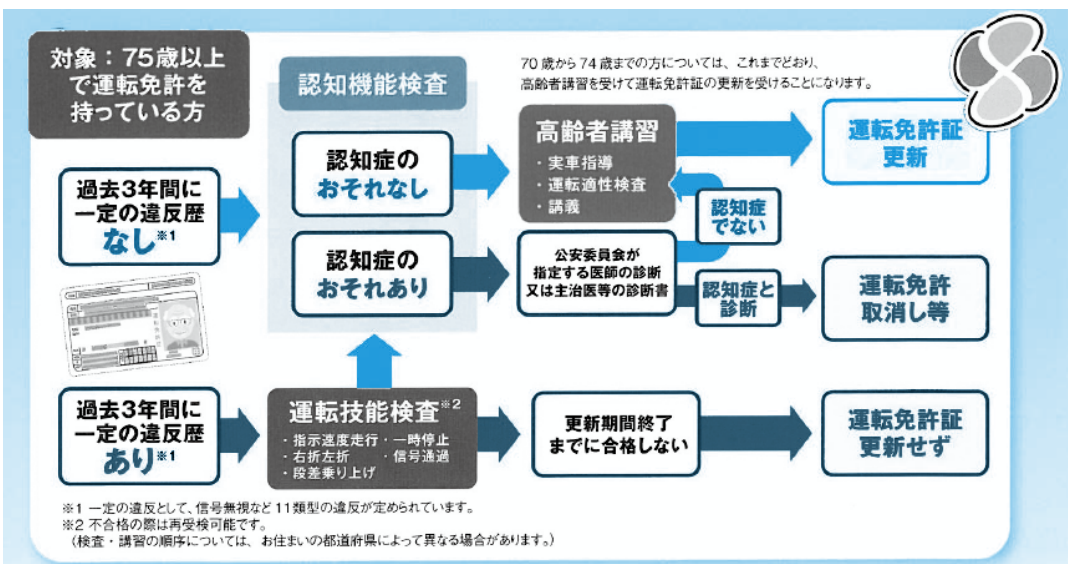 対象：75歳以上
で運転免許を
持っている方
認知機能検査
70歳から74歳までの方については、これまでどおり、
高齢者講習を受けて運転免許証の更新を受けることになります。
過去3年間に
一定の違反歴
なし※1
認知症の
おそれなし
高齢者講習
・実車指導
・運転適性検査
・講義
運転免許証
更新
認知症の
おそれあり
公安委員会が
指定する医師の診断
又は主治医等の診断書
認知症
でない
認知症と
診断
運転免許
取消し等
過去3年間に
一定の違反歴
あり※1
運転技能検査※2
・指示速度走行 ・一時停止
・右折左折 ・信号通過
・段差乗り上げ
更新期間終了
までに合格しない
運転免許証
更新せず
※1 一定の違反として、信号無視など11類型の違反が定められています。
※2 不合格の際は再受検可能です。
（検査・講習の順序については、お住まいの都道府県によって異なる場合があります。）